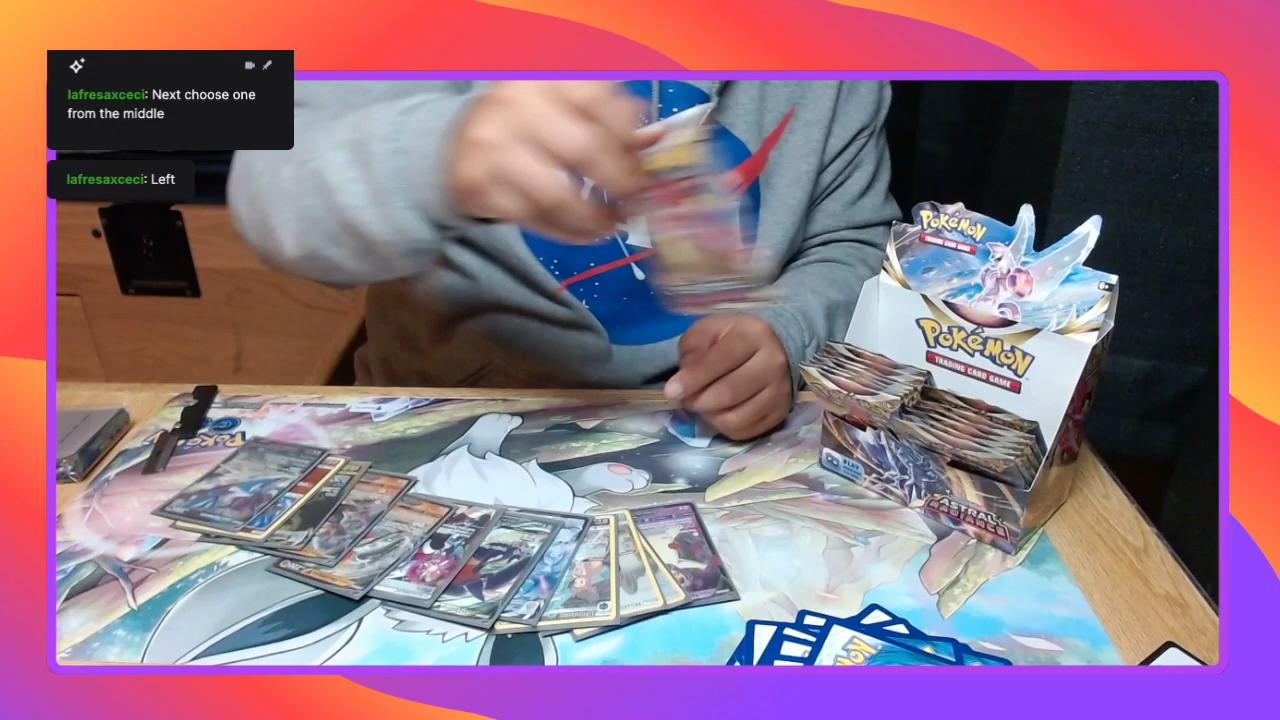 lafresaxceci: Next choose one
from the middle
lafresaxceci: Left
Pokémon
TRADING CARD GAME
Pokémon
TRADING CARD GAME
PLAY
ASTRAL
RADIANCE